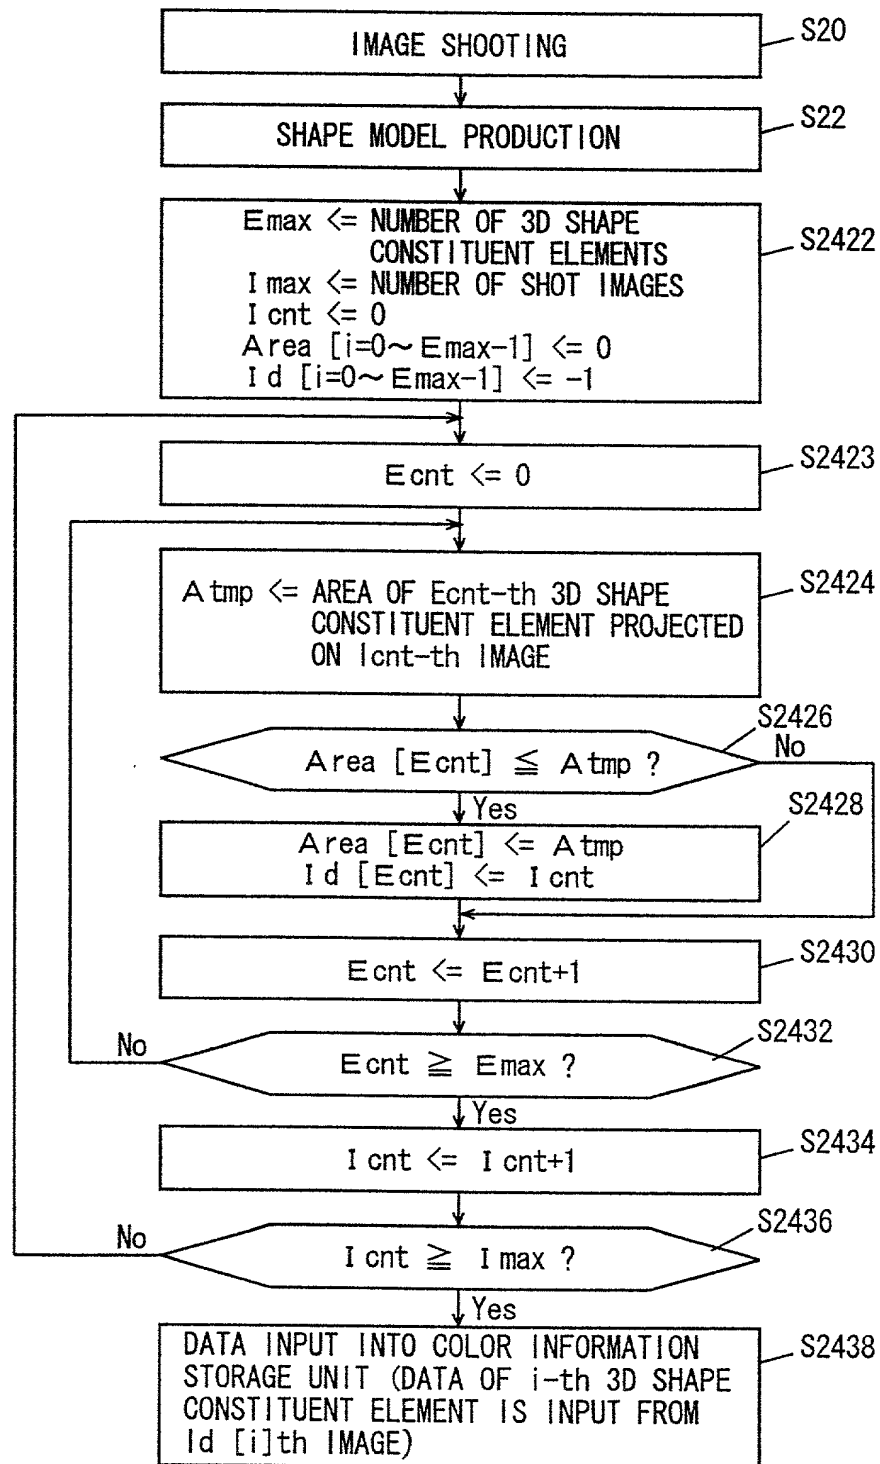 IMAGE SHOOTING
S20
SHAPE MODEL PRODUCTION
S22
Emax <= NUMBER OF 3D SHAPE
CONSTITUENT ELEMENTS
Imax <= NUMBER OF SHOT IMAGES
Icnt <= 0
Area [i=0~Emax-1] <= 0
Id [i=0~Emax-1] <= -1
S2422
Ecnt <= 0
S2423
Atmp <= AREA OF Ecnt-th 3D SHAPE
CONSTITUENT ELEMENT PROJECTED
ON Icnt-th IMAGE
S2424
S2426
Area [Ecnt] ≦ Atmp ?
No
Yes
S2428
Area [Ecnt] <= Atmp
Id [Ecnt] <= Icnt
Ecnt <= Ecnt+1
S2430
S2432
No
Ecnt ≧ Emax ?
Yes
Icnt <= Icnt+1
S2434
S2436
No
Icnt ≧ Imax ?
Yes
DATA INPUT INTO COLOR INFORMATION
STORAGE UNIT (DATA OF i-th 3D SHAPE
CONSTITUENT ELEMENT IS INPUT FROM
Id [i]th IMAGE)
S2438